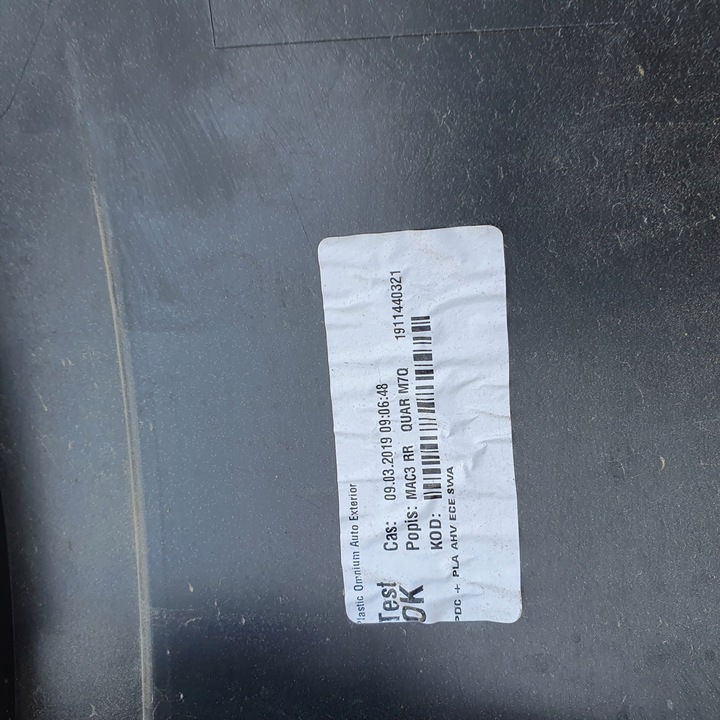 Plastic Omnium Auto Exterior
Test OK
Cas: 09.03.2019 09:06:48
Popis: MAC3 RR QUAR M7Q 1911440321
KOD:
PDC + PLA AHV ECE SWA